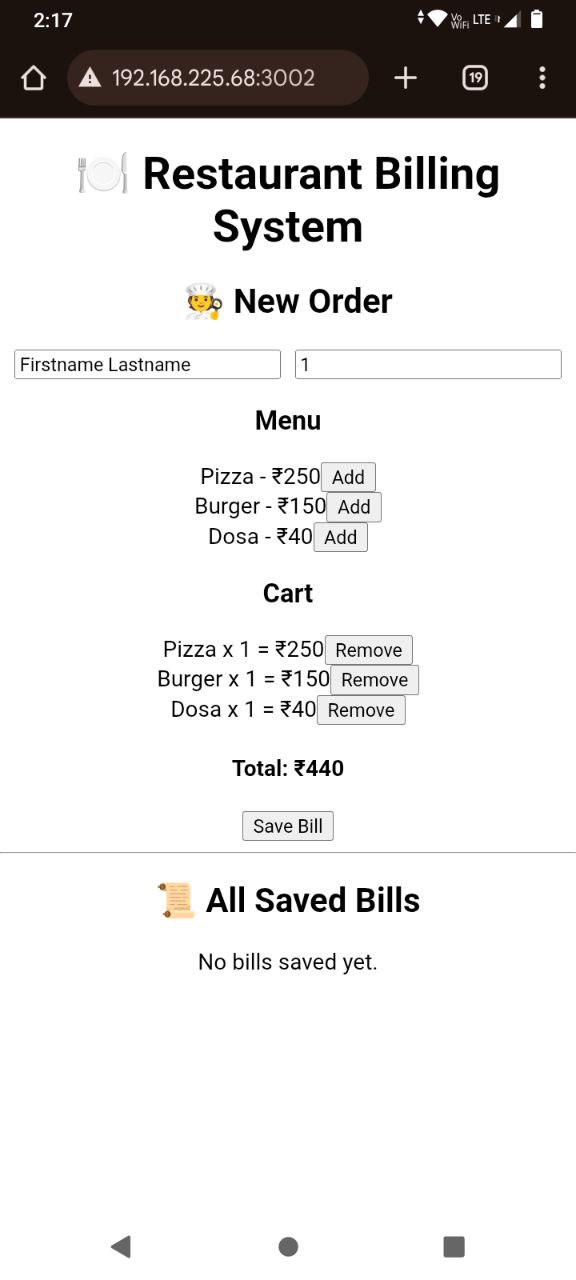 2:17
Vo
WiFi
LTE
192.168.225.68:3002
19
Restaurant Billing
System
New Order
Firstname Lastname
1
Menu
Pizza - ₹250 Add
Burger - ₹150 Add
Dosa - ₹40 Add
Cart
Pizza x 1 = ₹250 Remove
Burger x 1 = ₹150 Remove
Dosa x 1 = ₹40 Remove
Total: ₹440
Save Bill
All Saved Bills
No bills saved yet.